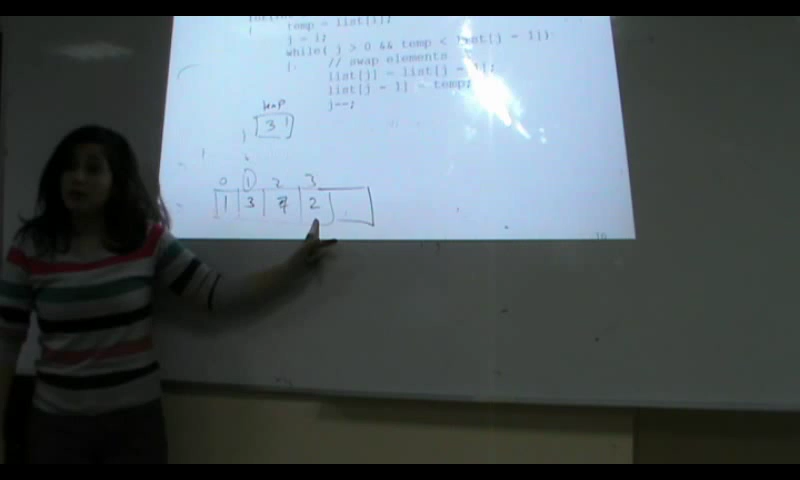 temp = list[i];
j = i;
while( j > 0 && temp < list[j - 1])
{ // swap elements
list[j] = list[j - 1];
list[j - 1] = temp;
j--;
temp
3
0 1 2 3
1 3 2
16